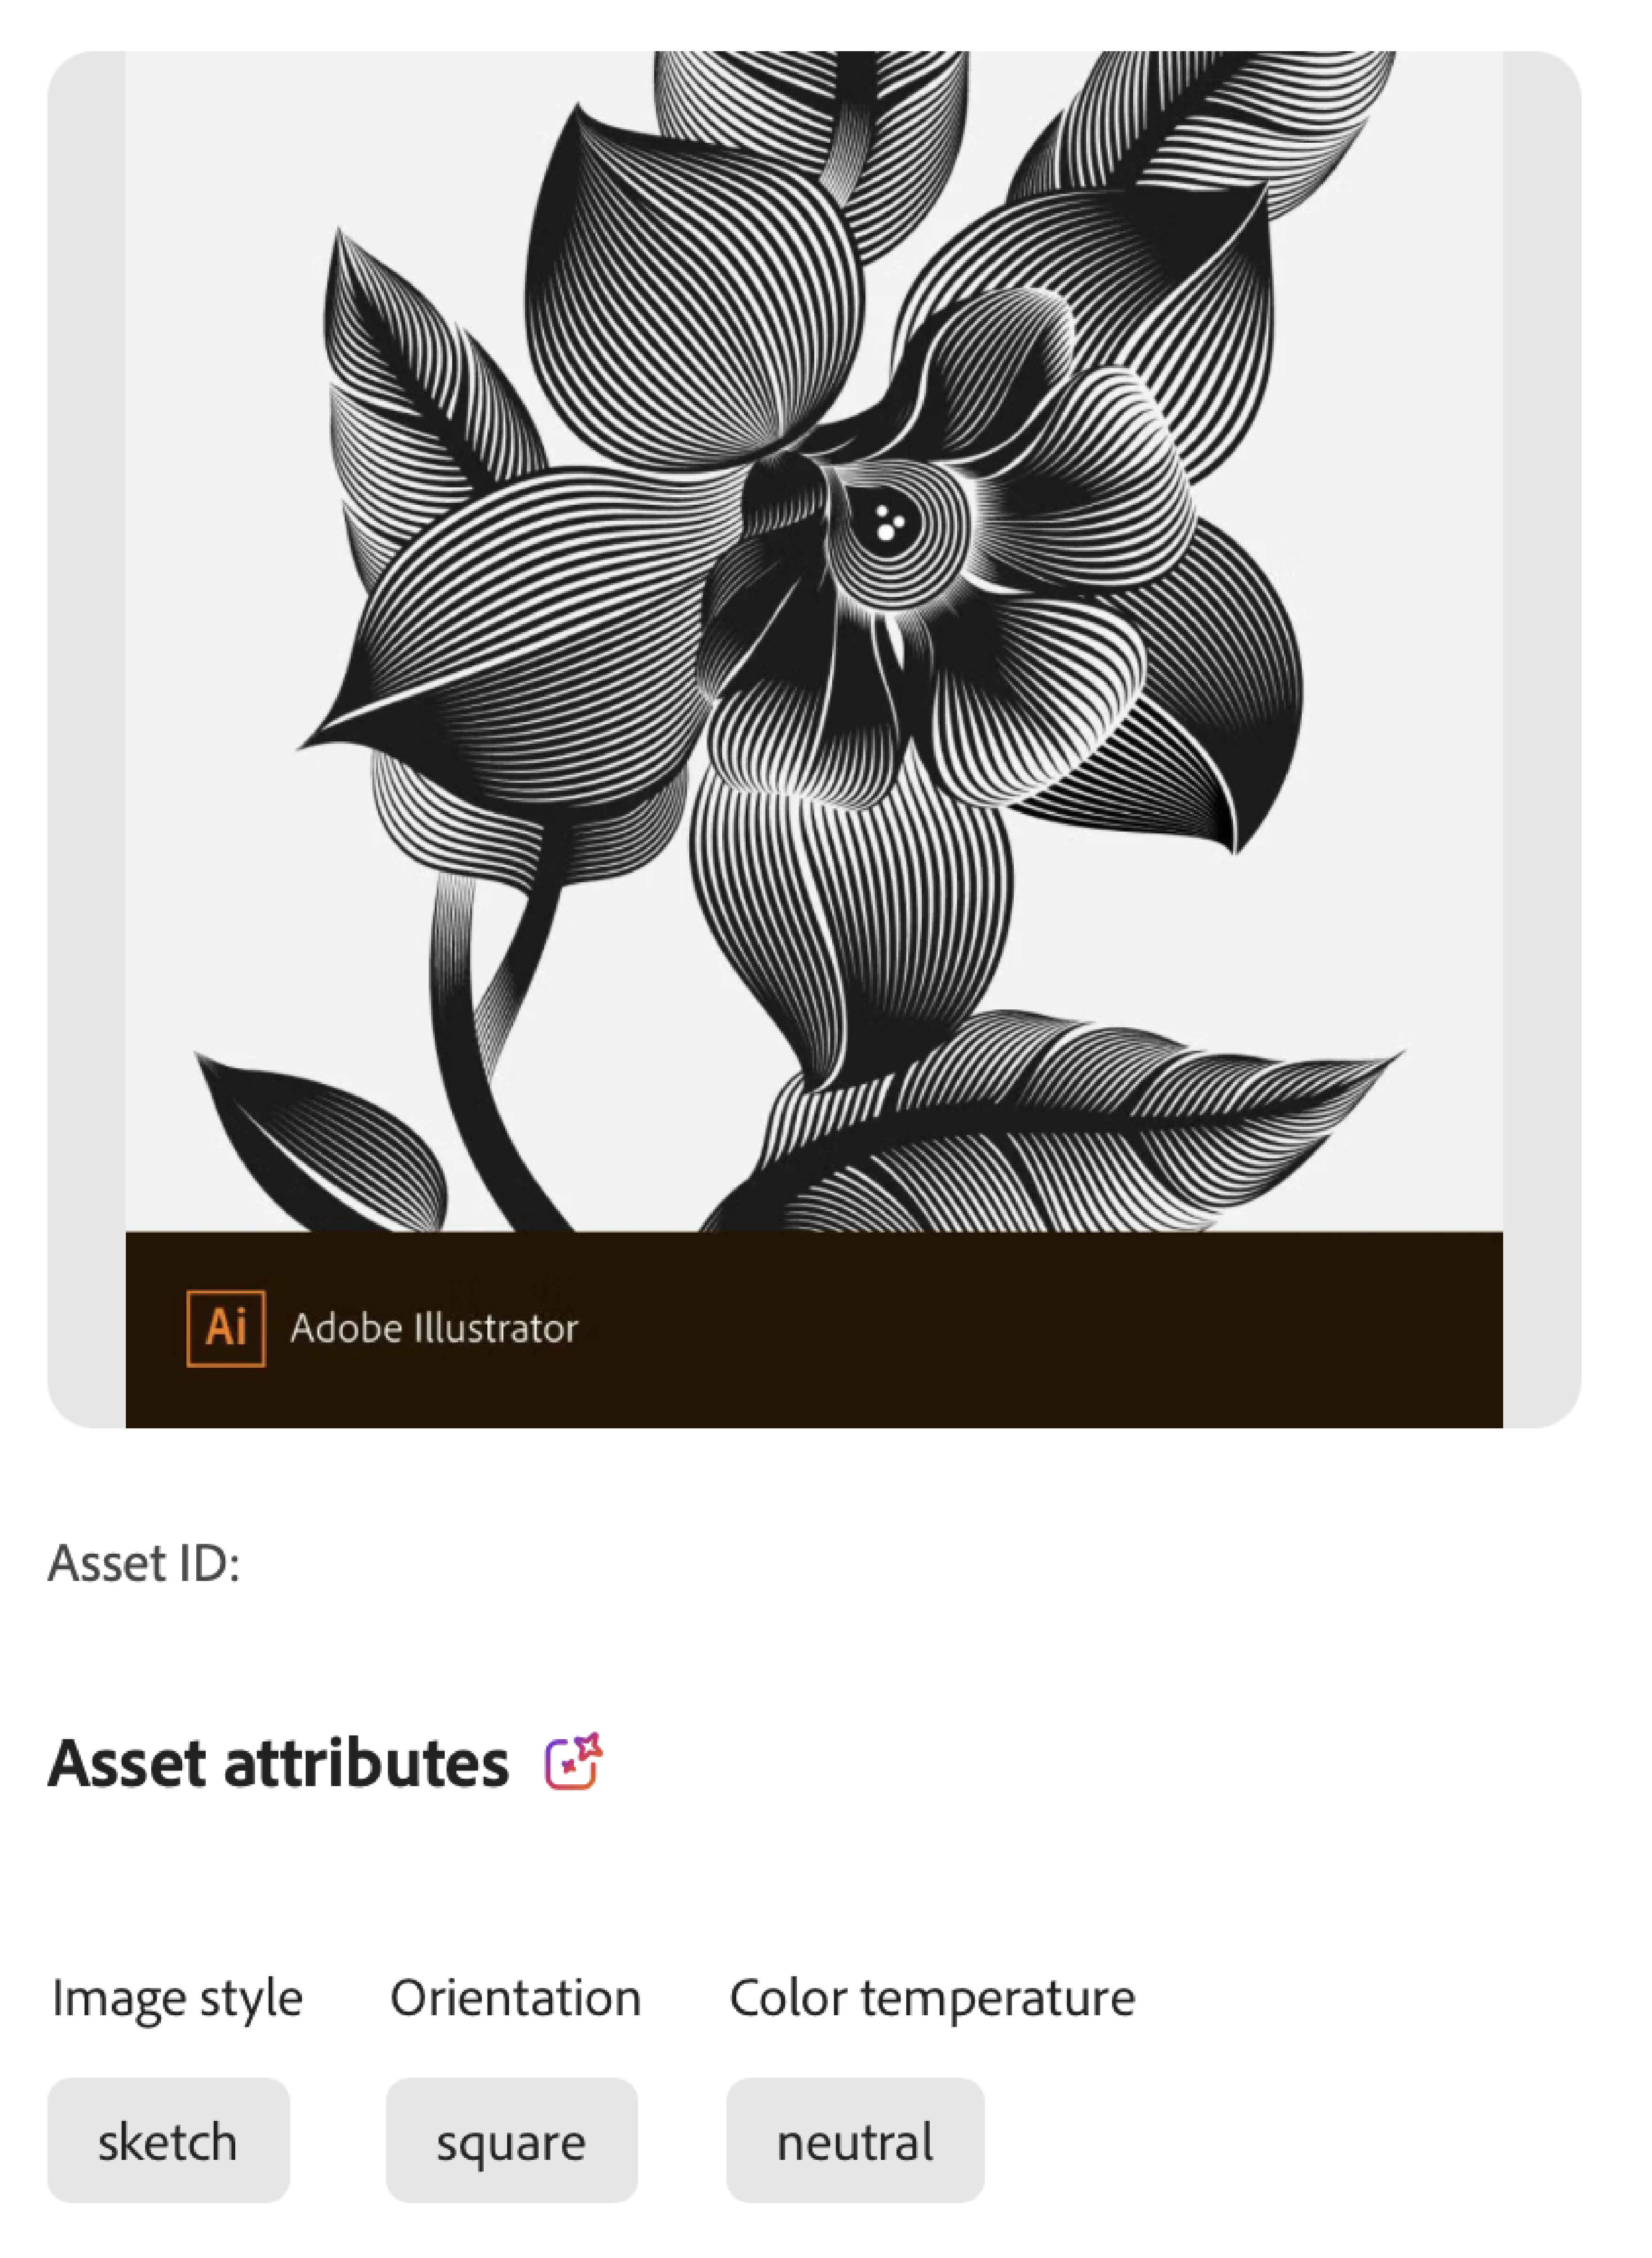 Ai Adobe Illustrator
Asset ID:
Asset attributes
Image style Orientation Color temperature
sketch square neutral